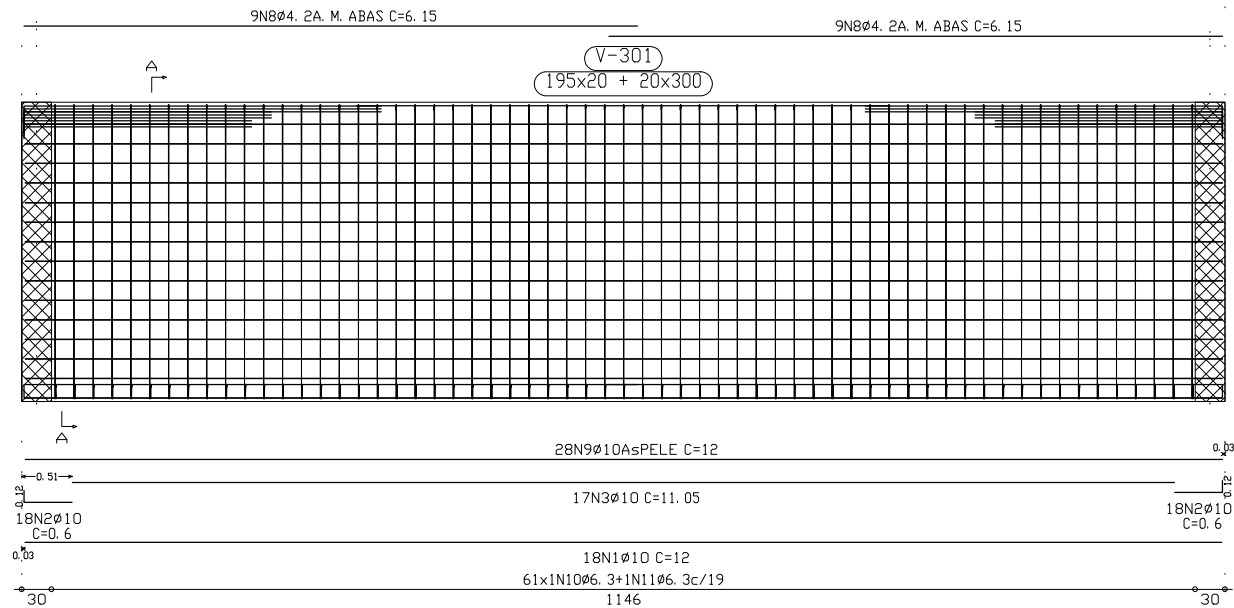 9N8Ø4. 2A. M. ABAS C=6. 15
9N8Ø4. 2A. M. ABAS C=6. 15
V-301
195x20 + 20x300
A
A
28N9Ø10AsPELE C=12
0. 03
0. 51
0. 12
17N3Ø10 C=11. 05
0. 12
18N2Ø10
C=0. 6
18N2Ø10
C=0. 6
0. 03
18N1Ø10 C=12
61x1N10Ø6. 3+1N11Ø6. 3c/19
30
1146
30